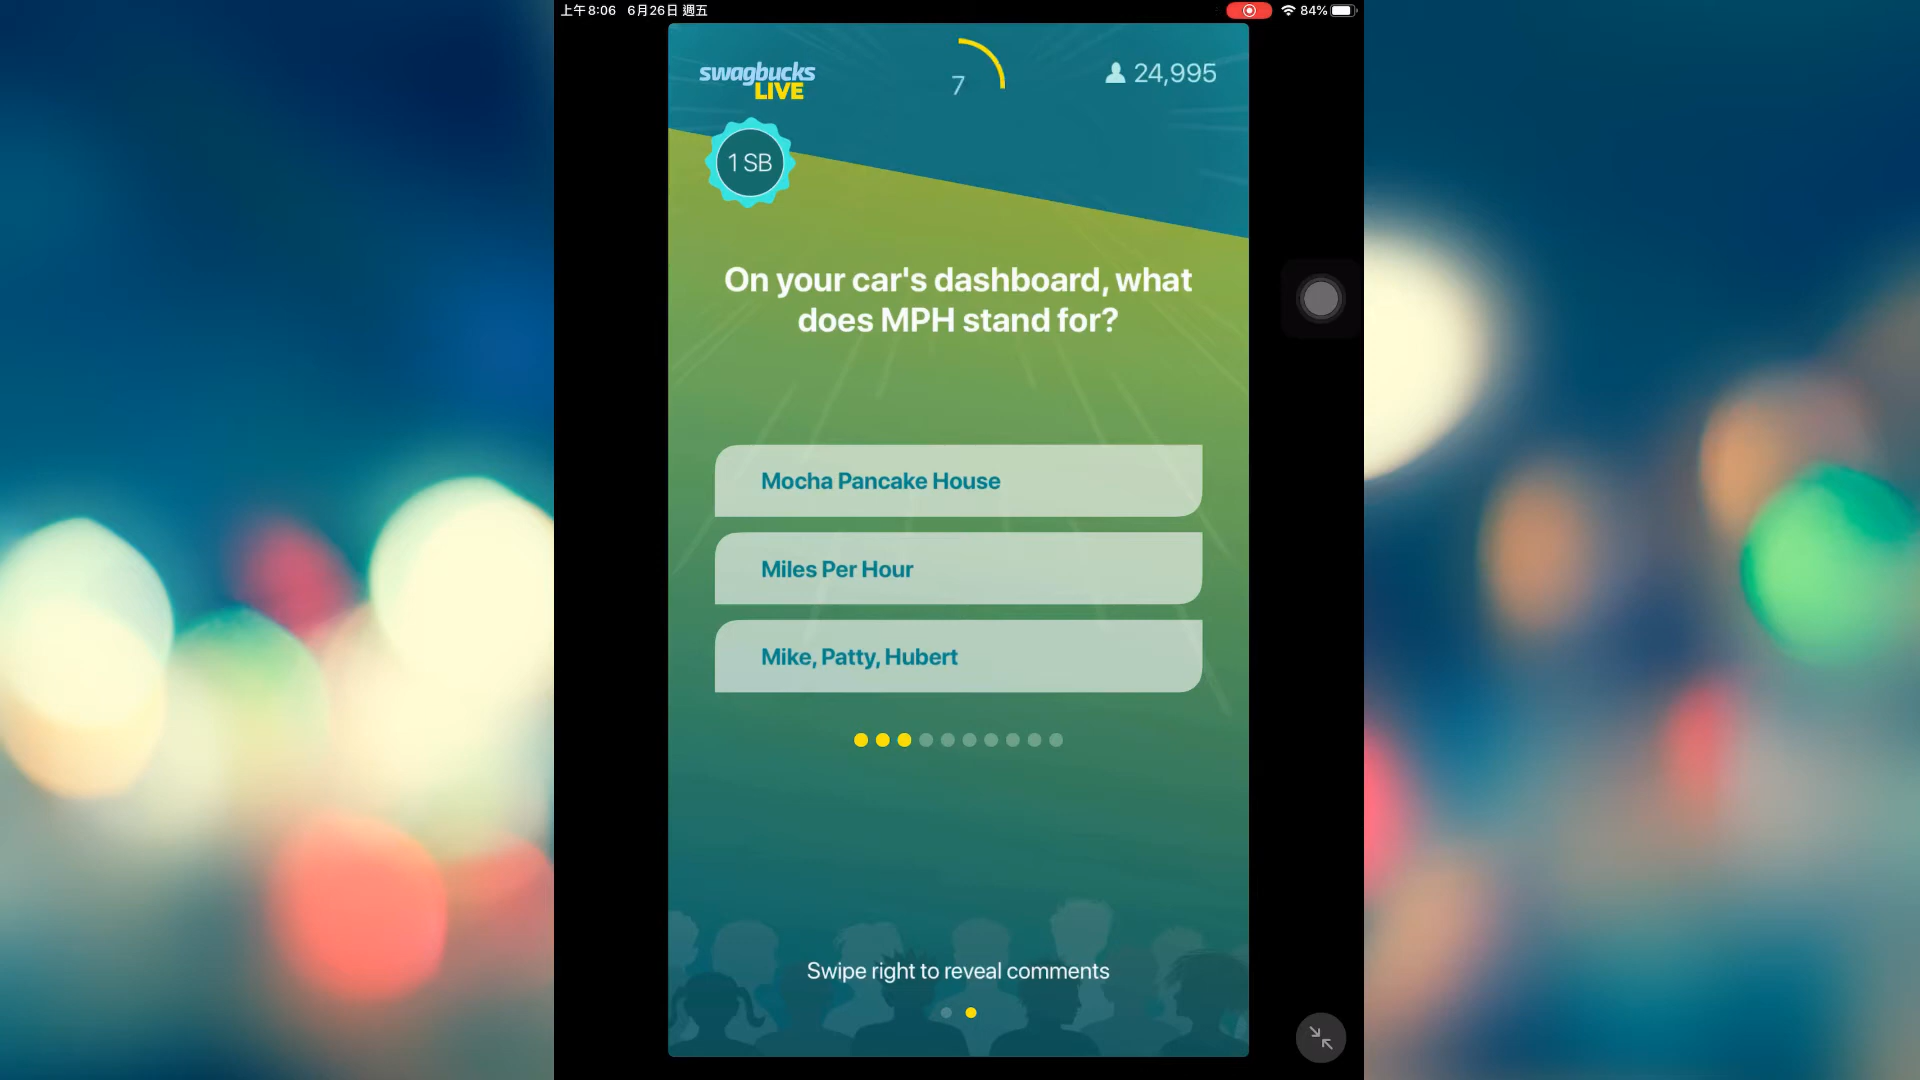 上午8:06 6月26日 週五
84%
swagbucks
LIVE
7
24,995
1 SB
On your car's dashboard, what
does MPH stand for?
Mocha Pancake House
Miles Per Hour
Mike, Patty, Hubert
Swipe right to reveal comments